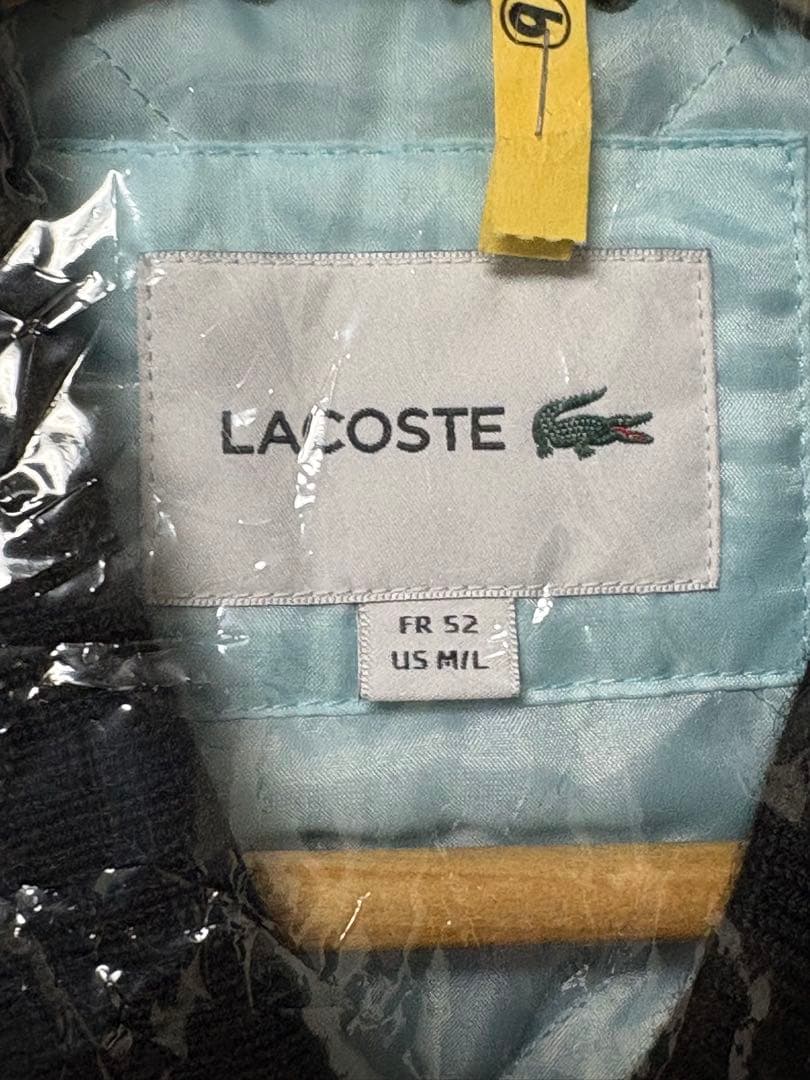 LACOSTE
FR 52
US M/L